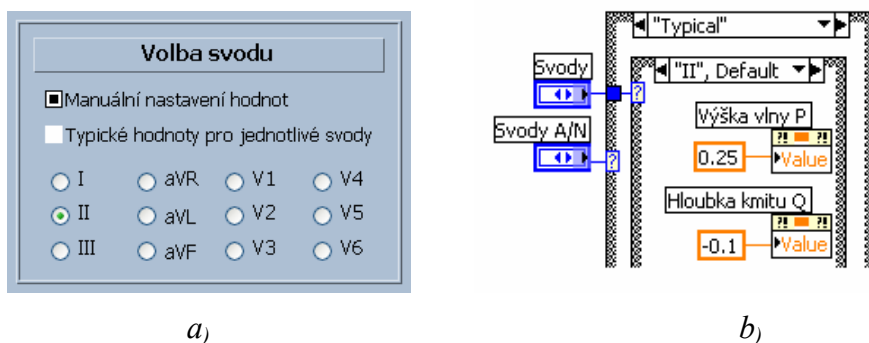 Volba svodu
Manuální nastavení hodnot
Typické hodnoty pro jednotlivé svody
I aVR V1 V4
II aVL V2 V5
III aVF V3 V6
a)
"Typical"
"II", Default
Svody
?
Svody A/N
?
Výška vlny P
?! ?!
0.25 Value
Hloubka kmitu Q
?! ?!
-0.1 Value
b)